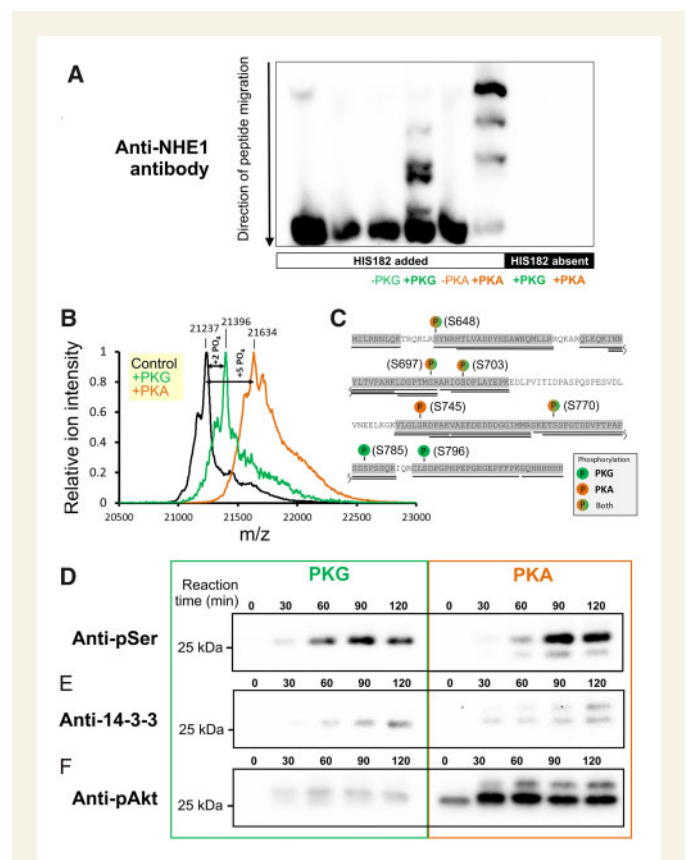 A
Anti-NHE1
antibody
Direction of peptide migration
HIS182 added
HIS182 absent
-PKG +PKG -PKA +PKA +PKG +PKA
B
21237
21396
21634
+2 PO₄
+5 PO₄
Control
+PKG
+PKA
1
0.8
0.6
0.4
0.2
0
Relative ion intensity
20500 21000 21500 22000 22500 23000
m/z
C
P (S648)
MILRNNLQKTRQRLRSYNRHTLVADPYEEAWNQMLLRRQKARQLEQKINN
(S697) P P (S703)
YLTVPAHKLDSPTMSRARIGSDPLAYEPKEDLPVITIDPASPQSPESVDL
P (S745) P (S770)
VNEELKGKVLGLSRDPAKVAEEDEDDDGGIMMRSKETSSPGTDDVFTPAP
P (S785) P (S796)
SDSPSSQRIQRCLSDPGPHPEPGEGEPFFPKGQHHHHHH
Phosphorylation
P PKG
P PKA
P Both
D
PKG
PKA
Reaction
time (min)
0 30 60 90 120 0 30 60 90 120
Anti-pSer
25 kDa
E
0 30 60 90 120 0 30 60 90 120
Anti-14-3-3
25 kDa
F
0 30 60 90 120 0 30 60 90 120
Anti-pAkt
25 kDa